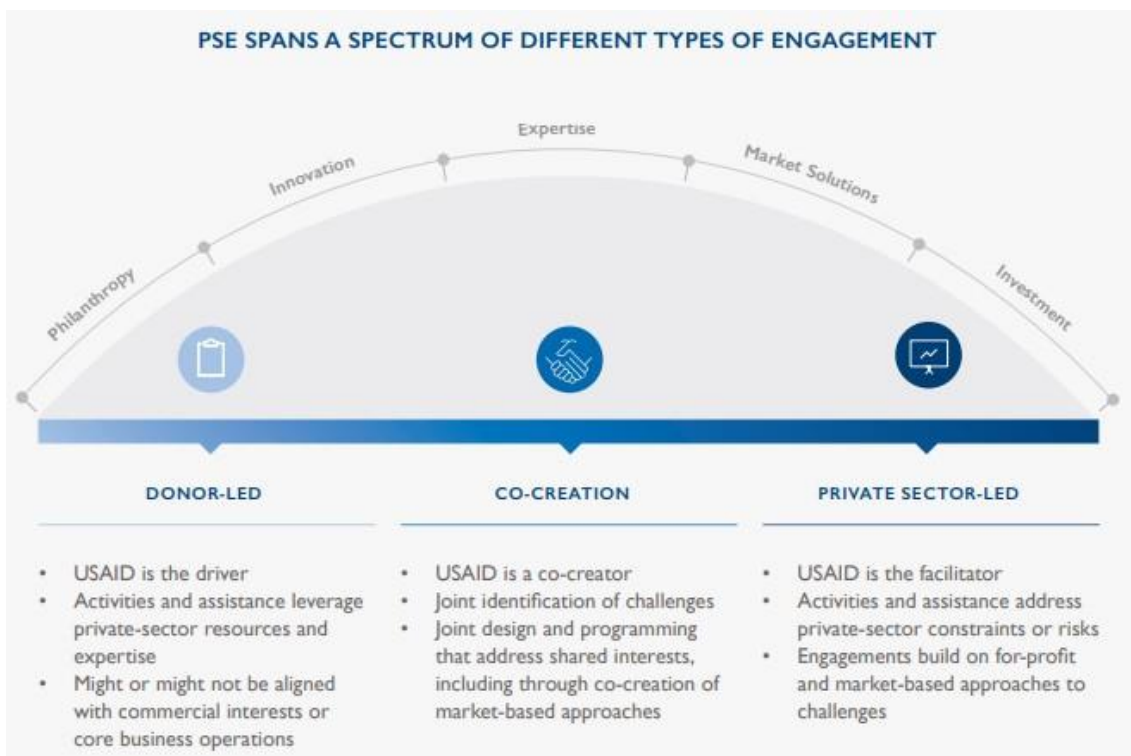 PSE SPANS A SPECTRUM OF DIFFERENT TYPES OF ENGAGEMENT
Philanthropy
Innovation
Expertise
Market Solutions
Investment
DONOR-LED
• USAID is the driver
• Activities and assistance leverage
private-sector resources and
expertise
• Might or might not be aligned
with commercial interests or
core business operations
CO-CREATION
• USAID is a co-creator
• Joint identification of challenges
• Joint design and programming
that address shared interests,
including through co-creation of
market-based approaches
PRIVATE SECTOR-LED
• USAID is the facilitator
• Activities and assistance address
private-sector constraints or risks
• Engagements build on for-profit
and market-based approaches to
challenges